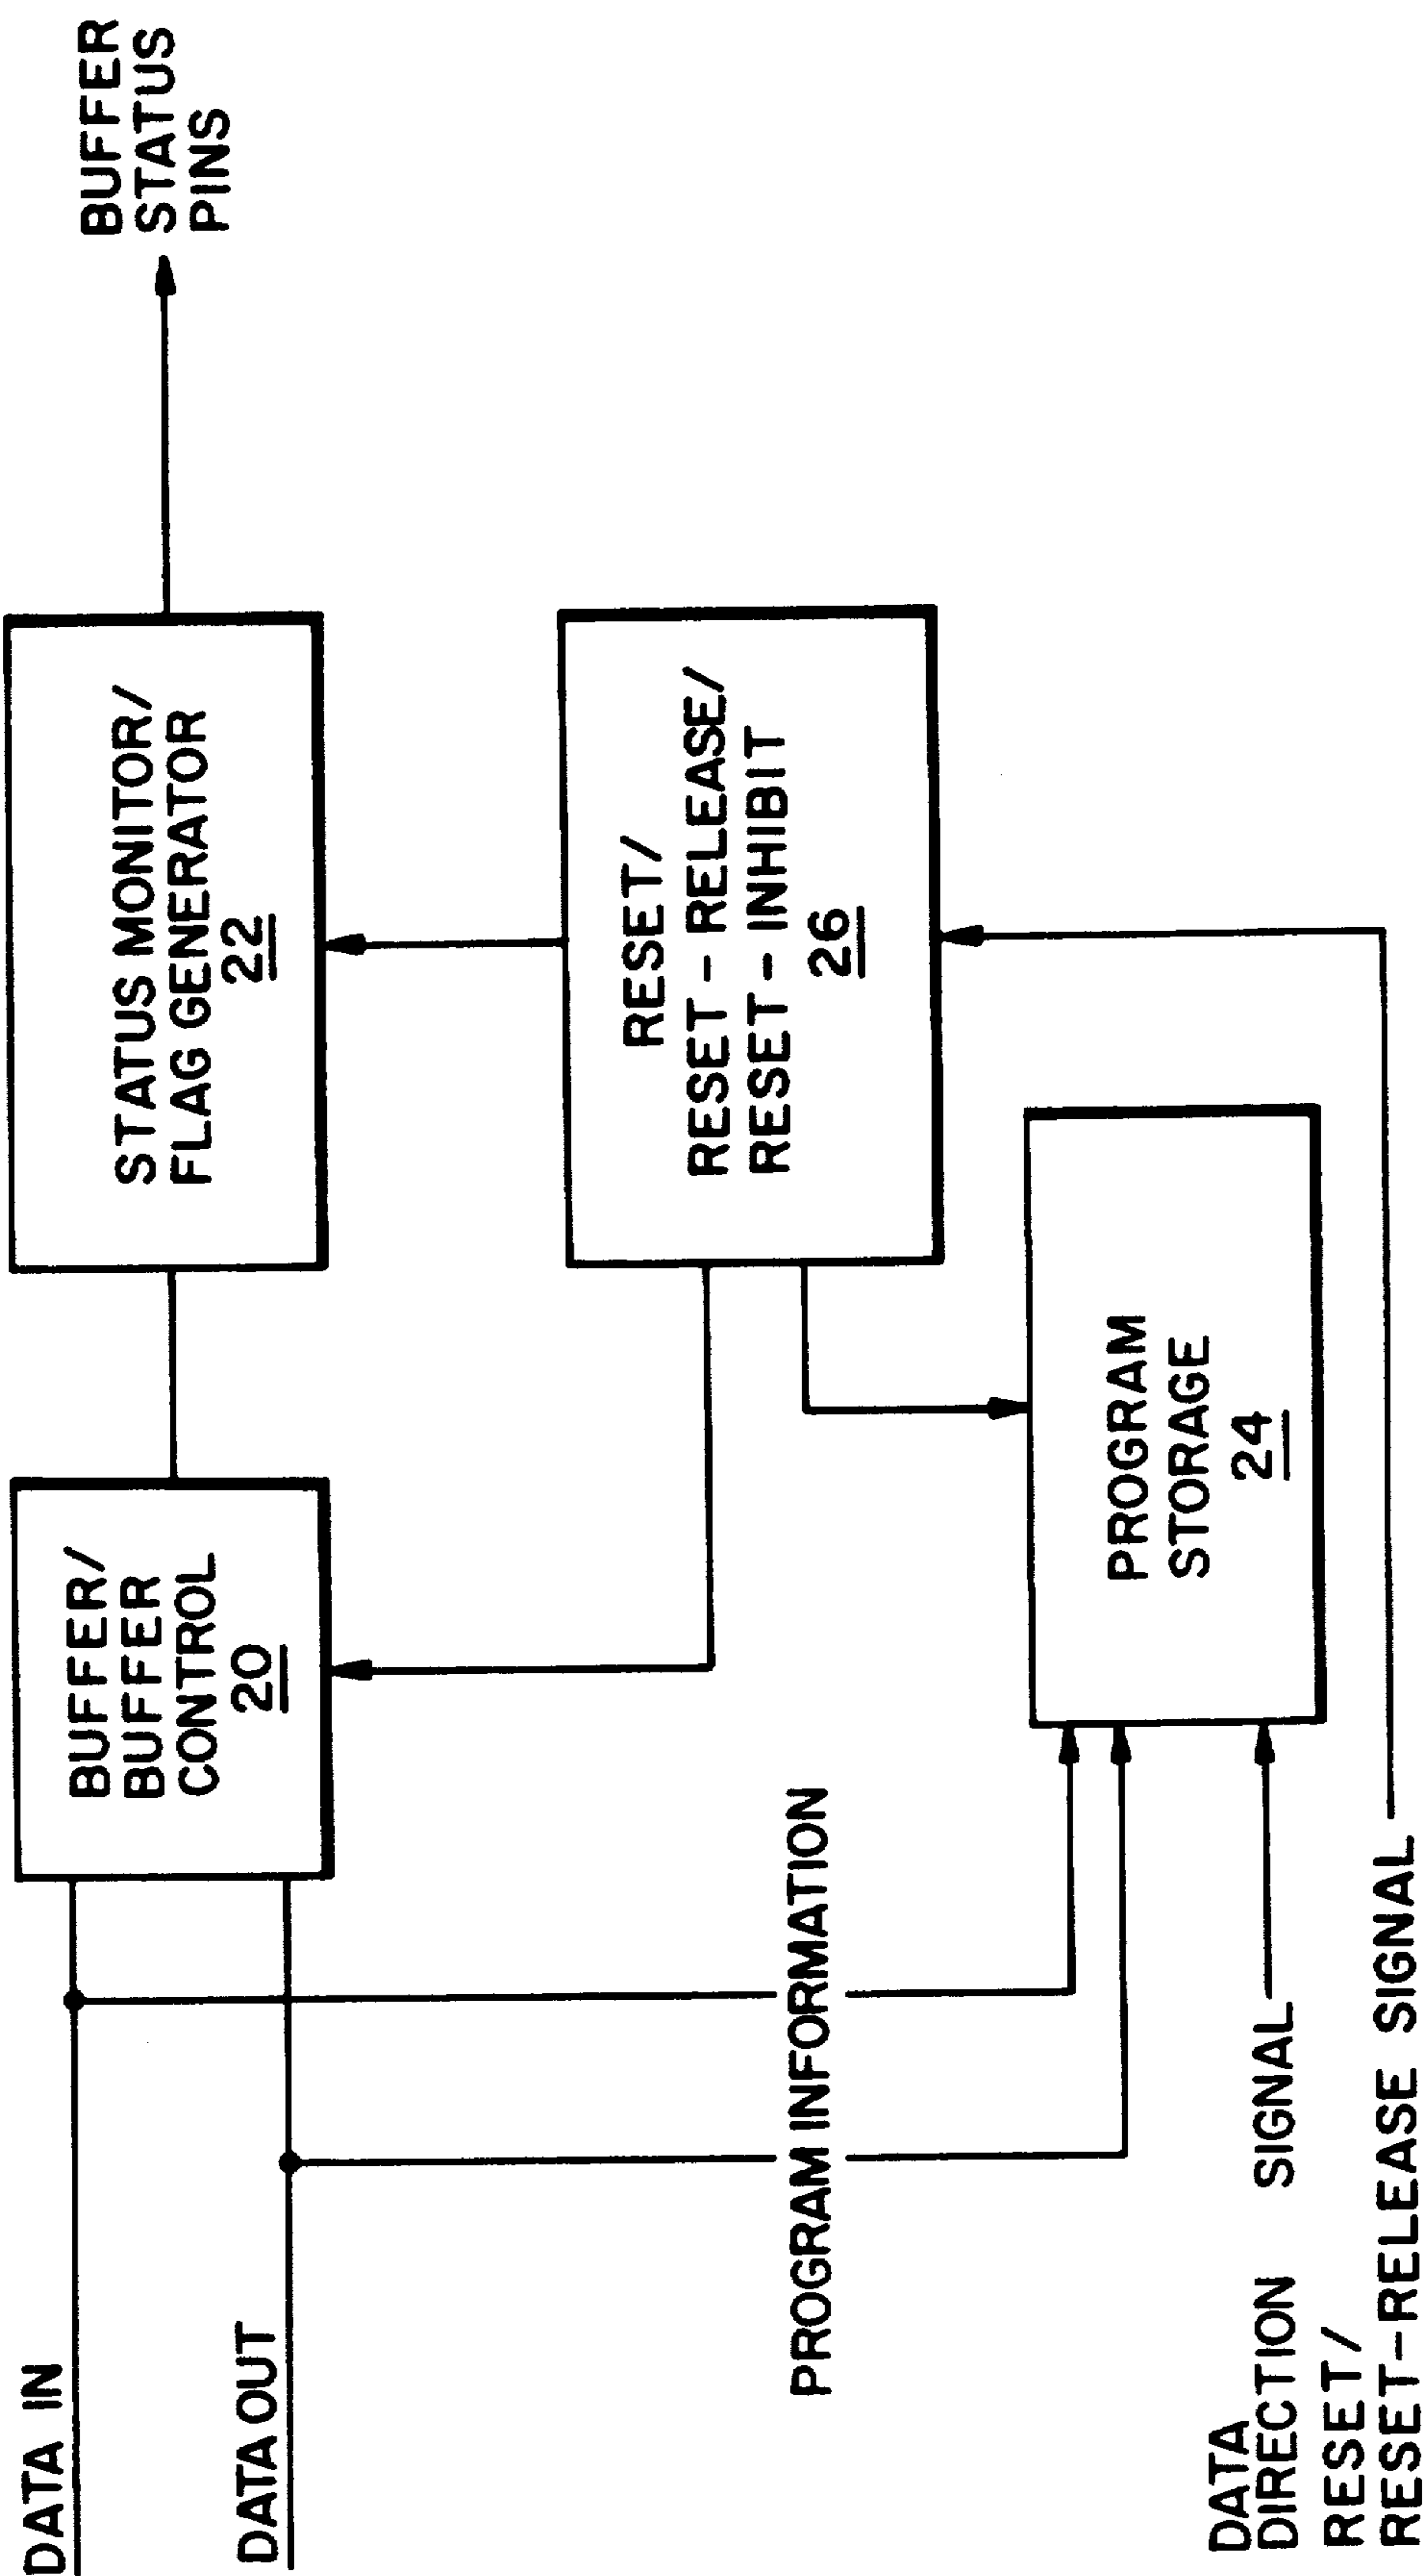 DATA IN
DATA OUT
BUFFER/
BUFFER
CONTROL
20
STATUS MONITOR/
FLAG GENERATOR
22
BUFFER
STATUS
PINS
RESET/
RESET-RELEASE/
RESET-INHIBIT
26
PROGRAM INFORMATION
PROGRAM
STORAGE
24
DATA
DIRECTION SIGNAL
RESET/
RESET-RELEASE SIGNAL